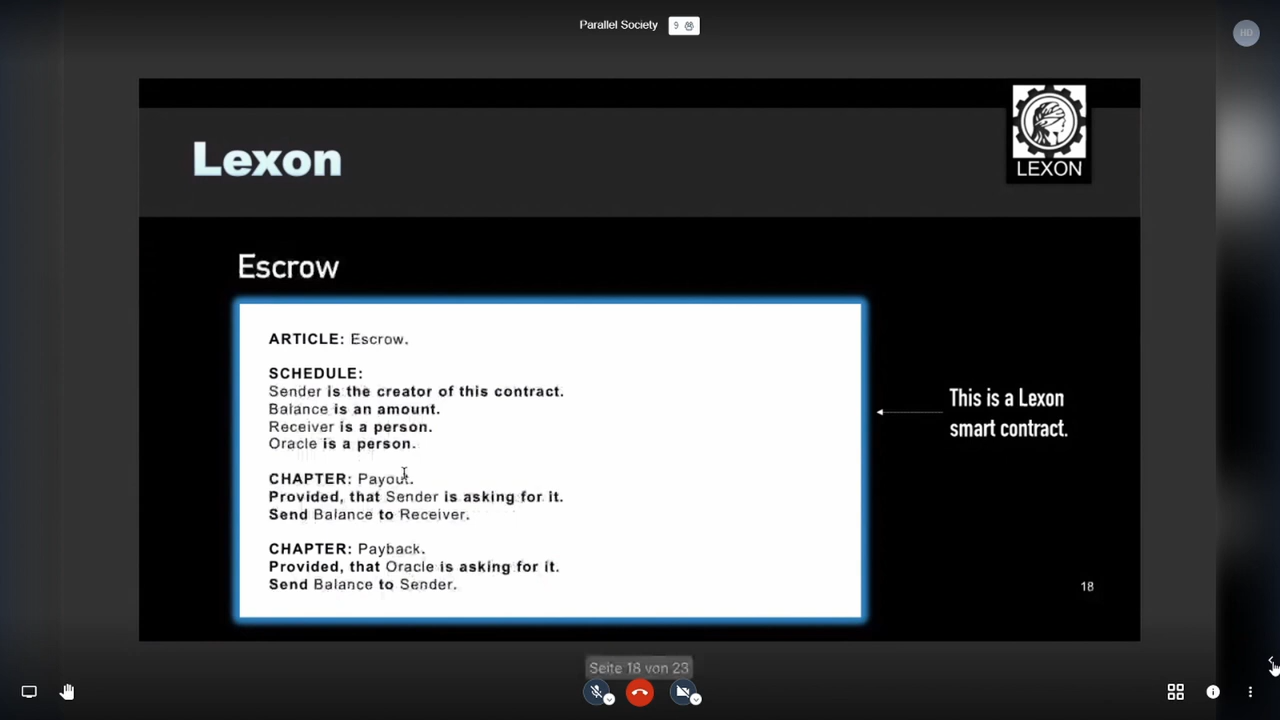 Parallel Society 9
HD
Lexon
LEXON
Escrow
ARTICLE: Escrow.
SCHEDULE:
Sender is the creator of this contract.
Balance is an amount.
Receiver is a person.
Oracle is a person.
CHAPTER: Payout.
Provided, that Sender is asking for it.
Send Balance to Receiver.
CHAPTER: Payback.
Provided, that Oracle is asking for it.
Send Balance to Sender.
This is a Lexon
smart contract.
18
Seite 18 von 23